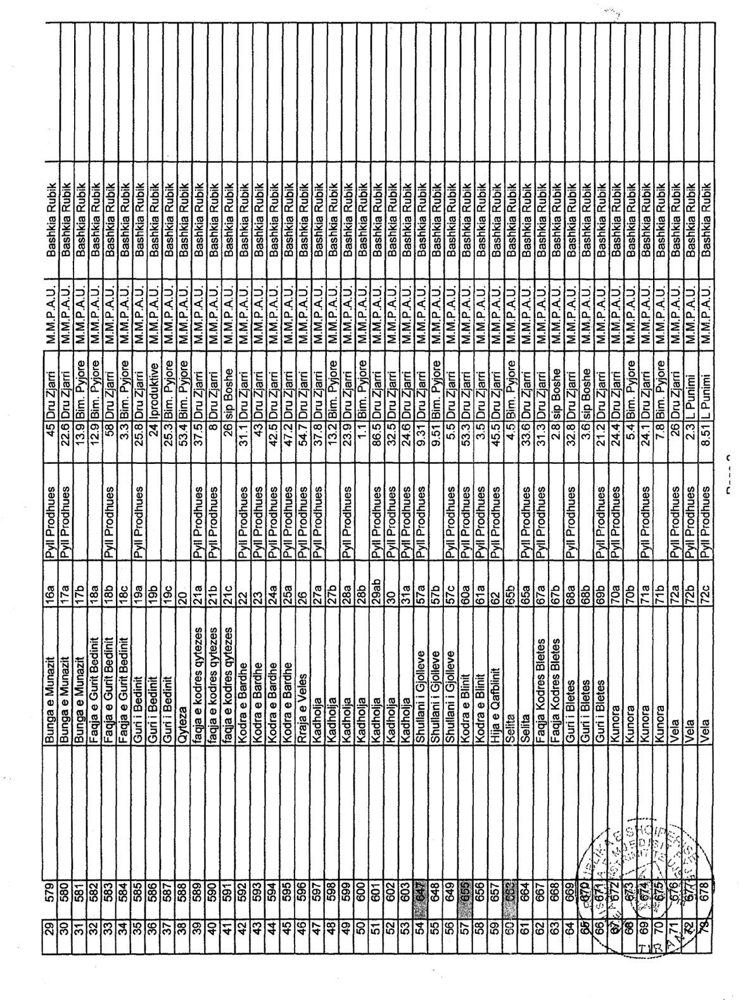 29 579 Bunga e Munazit 16a Pyll Prodhues 45 Dru Zjarri M.M.P.A.U. Bashkia Rubik
30 580 Bunga e Munazit 17a Pyll Prodhues 22.6 Dru Zjarri M.M.P.A.U. Bashkia Rubik
31 581 Bunga e Munazit 17b 13.9 Bim. Pyjore M.M.P.A.U. Bashkia Rubik
32 582 Faqja e Gurit Bedinit 18a 12.9 Bim. Pyjore M.M.P.A.U. Bashkia Rubik
33 583 Faqja e Gurit Bedinit 18b Pyll Prodhues 58 Dru Zjarri M.M.P.A.U. Bashkia Rubik
34 584 Faqja e Gurit Bedinit 18c 3.3 Bim. Pyjore M.M.P.A.U. Bashkia Rubik
35 585 Guri i Bedinit 19a Pyll Prodhues 25.8 Dru Zjarri M.M.P.A.U. Bashkia Rubik
36 586 Guri i Bedinit 19b 24 Iproduktive M.M.P.A.U. Bashkia Rubik
37 587 Guri i Bedinit 19c 25.3 Bim. Pyjore M.M.P.A.U. Bashkia Rubik
38 588 Qyteza 20 53.4 Bim. Pyjore M.M.P.A.U. Bashkia Rubik
39 589 faqja e kodres qytezes 21a Pyll Prodhues 37.5 Dru Zjarri M.M.P.A.U. Bashkia Rubik
40 590 faqja e kodres qytezes 21b Pyll Prodhues 8 Dru Zjarri M.M.P.A.U. Bashkia Rubik
41 591 faqja e kodres qytezes 21c 26 sip Boshe M.M.P.A.U. Bashkia Rubik
42 592 Kodra e Bardhe 22 Pyll Prodhues 31.1 Dru Zjarri M.M.P.A.U. Bashkia Rubik
43 593 Kodra e Bardhe 23 Pyll Prodhues 43 Dru Zjarri M.M.P.A.U. Bashkia Rubik
44 594 Kodra e Bardhe 24a Pyll Prodhues 42.5 Dru Zjarri M.M.P.A.U. Bashkia Rubik
45 595 Kodra e Bardhe 25a Pyll Prodhues 47.2 Dru Zjarri M.M.P.A.U. Bashkia Rubik
46 596 Rraja e Veles 26 Pyll Prodhues 54.7 Dru Zjarri M.M.P.A.U. Bashkia Rubik
47 597 Kadholja 27a Pyll Prodhues 37.8 Dru Zjarri M.M.P.A.U. Bashkia Rubik
48 598 Kadholja 27b 13.2 Bim. Pyjore M.M.P.A.U. Bashkia Rubik
49 599 Kadholja 28a Pyll Prodhues 23.9 Dru Zjarri M.M.P.A.U. Bashkia Rubik
50 600 Kadholja 28b 1.1 Bim. Pyjore M.M.P.A.U. Bashkia Rubik
51 601 Kadholja 29ab Pyll Prodhues 86.5 Dru Zjarri M.M.P.A.U. Bashkia Rubik
52 602 Kadholja 30 Pyll Prodhues 32.5 Dru Zjarri M.M.P.A.U. Bashkia Rubik
53 603 Kadholja 31a Pyll Prodhues 24.6 Dru Zjarri M.M.P.A.U. Bashkia Rubik
54 647 Shullani i Gjolleve 57a Pyll Prodhues 9.31 Dru Zjarri M.M.P.A.U. Bashkia Rubik
55 648 Shullani i Gjolleve 57b 9.51 Bim. Pyjore M.M.P.A.U. Bashkia Rubik
56 649 Shullani i Gjolleve 57c Pyll Prodhues 5.5 Dru Zjarri M.M.P.A.U. Bashkia Rubik
57 655 Kodra e Blinit 60a Pyll Prodhues 53.3 Dru Zjarri M.M.P.A.U. Bashkia Rubik
58 656 Kodra e Blinit 61a Pyll Prodhues 3.5 Dru Zjarri M.M.P.A.U. Bashkia Rubik
59 657 Hija e Qafblinit 62 Pyll Prodhues 45.5 Dru Zjarri M.M.P.A.U. Bashkia Rubik
60 Selita 65b 4.5 Bim. Pyjore M.M.P.A.U. Bashkia Rubik
61 664 Selita 65a Pyll Prodhues 33.6 Dru Zjarri M.M.P.A.U. Bashkia Rubik
62 667 Faqja Kodres Bletes 67a Pyll Prodhues 31.3 Dru Zjarri M.M.P.A.U. Bashkia Rubik
63 668 Faqja Kodres Bletes 67b 2.8 sip Boshe M.M.P.A.U. Bashkia Rubik
64 669 Guri i Bletes 68a Pyll Prodhues 32.8 Dru Zjarri M.M.P.A.U. Bashkia Rubik
65 670 Guri i Bletes 68b 3.6 sip Boshe M.M.P.A.U. Bashkia Rubik
66 671 Guri i Bletes 69b Pyll Prodhues 21.2 Dru Zjarri M.M.P.A.U. Bashkia Rubik
67 672 Kunora 70a Pyll Prodhues 24.4 Dru Zjarri M.M.P.A.U. Bashkia Rubik
68 673 Kunora 70b 5.4 Bim. Pyjore M.M.P.A.U. Bashkia Rubik
69 674 Kunora 71a Pyll Prodhues 24.1 Dru Zjarri M.M.P.A.U. Bashkia Rubik
70 675 Kunora 71b 7.8 Bim. Pyjore M.M.P.A.U. Bashkia Rubik
71 676 Vela 72a Pyll Prodhues 26 Dru Zjarri M.M.P.A.U. Bashkia Rubik
72 677 Vela 72b Pyll Prodhues 2.3 L Punimi M.M.P.A.U. Bashkia Rubik
73 678 Vela 72c Pyll Prodhues 8.51 L Punimi M.M.P.A.U. Bashkia Rubik
TIRANA